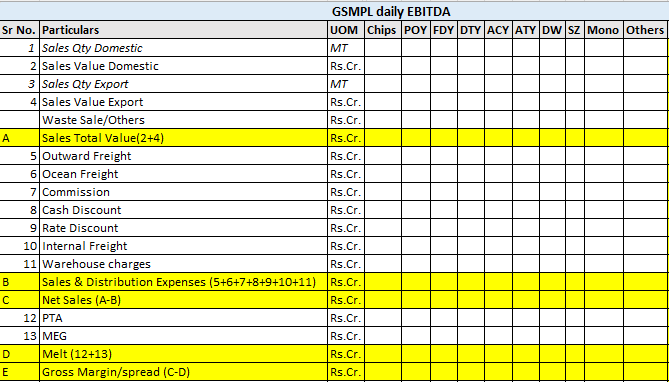 GSMPL daily EBITDA
Sr No. Particulars UOM Chips POY FDY DTY ACY ATY DW SZ Mono Others
1 Sales Qty Domestic MT
2 Sales Value Domestic Rs.Cr.
3 Sales Qty Export MT
4 Sales Value Export Rs.Cr.
Waste Sale/Others Rs.Cr.
A Sales Total Value(2+4) Rs.Cr.
5 Outward Freight Rs.Cr.
6 Ocean Freight Rs.Cr.
7 Commission Rs.Cr.
8 Cash Discount Rs.Cr.
9 Rate Discount Rs.Cr.
10 Internal Freight Rs.Cr.
11 Warehouse charges Rs.Cr.
B Sales & Distribution Expenses (5+6+7+8+9+10+11) Rs.Cr.
C Net Sales (A-B) Rs.Cr.
12 PTA Rs.Cr.
13 MEG Rs.Cr.
D Melt (12+13) Rs.Cr.
E Gross Margin/spread (C-D) Rs.Cr.